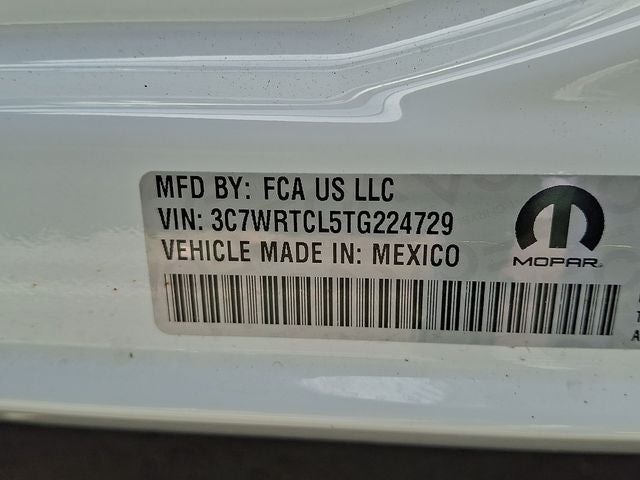 MFD BY: FCA US LLC
VIN: 3C7WRTCL5TG224729
VEHICLE MADE IN: MEXICO
MOPAR